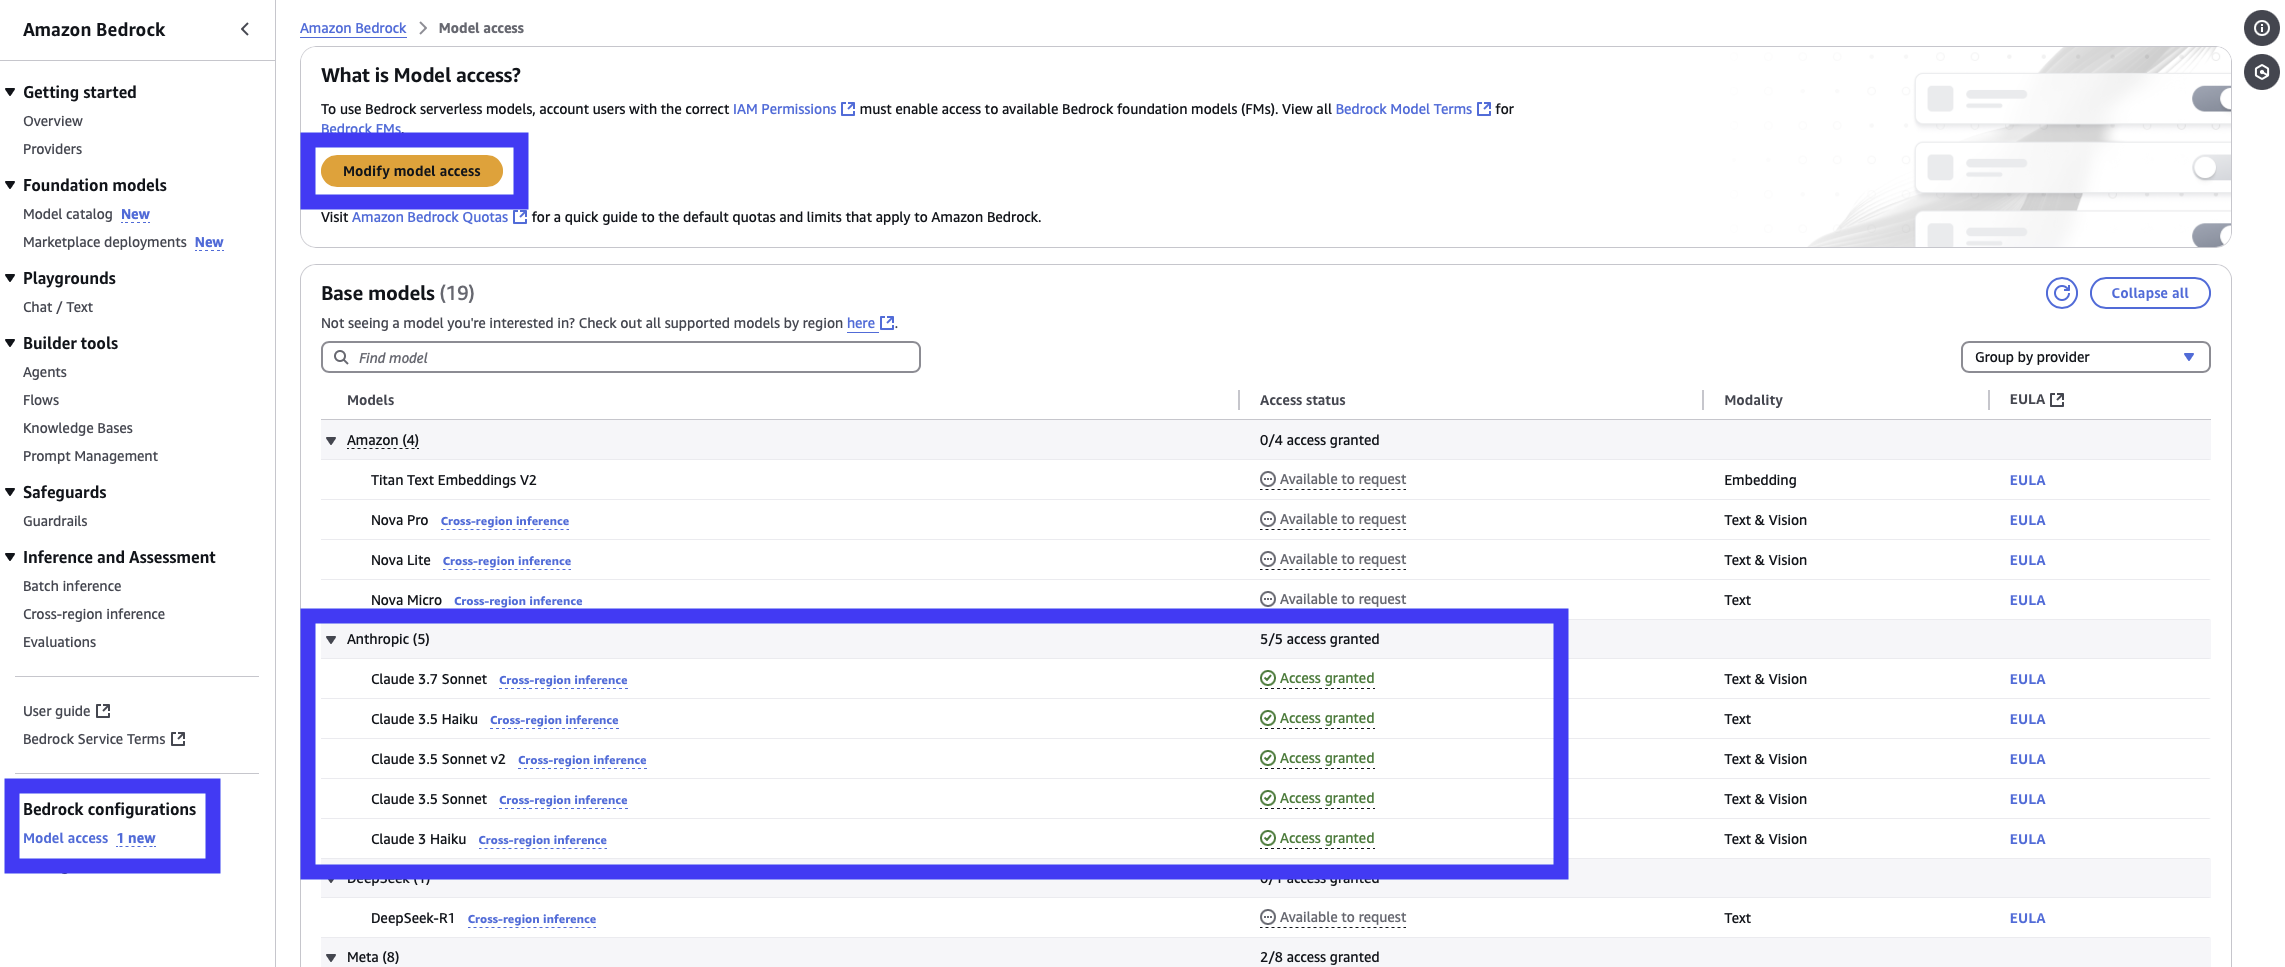 Amazon Bedrock
Getting started
Overview
Providers
Foundation models
Model catalog New
Marketplace deployments New
Playgrounds
Chat / Text
Builder tools
Agents
Flows
Knowledge Bases
Prompt Management
Safeguards
Guardrails
Inference and Assessment
Batch inference
Cross-region inference
Evaluations
User guide
Bedrock Service Terms
Bedrock configurations
Model access 1 new
Amazon Bedrock > Model access
What is Model access?
To use Bedrock serverless models, account users with the correct IAM Permissions must enable access to available Bedrock foundation models (FMs). View all Bedrock Model Terms for
Bedrock FMs.
Modify model access
Visit Amazon Bedrock Quotas for a quick guide to the default quotas and limits that apply to Amazon Bedrock.
Base models (19)
Collapse all
Not seeing a model you're interested in? Check out all supported models by region here.
Find model
Group by provider
Models Access status Modality EULA
Amazon (4) 0/4 access granted
Titan Text Embeddings V2 Available to request Embedding EULA
Nova Pro Cross-region inference Available to request Text & Vision EULA
Nova Lite Cross-region inference Available to request Text & Vision EULA
Nova Micro Cross-region inference Available to request Text EULA
Anthropic (5) 5/5 access granted
Claude 3.7 Sonnet Cross-region inference Access granted Text & Vision EULA
Claude 3.5 Haiku Cross-region inference Access granted Text EULA
Claude 3.5 Sonnet v2 Cross-region inference Access granted Text & Vision EULA
Claude 3.5 Sonnet Cross-region inference Access granted Text & Vision EULA
Claude 3 Haiku Cross-region inference Access granted Text & Vision EULA
DeepSeek (1) 0/1 access granted
DeepSeek-R1 Cross-region inference Available to request Text EULA
Meta (8) 2/8 access granted